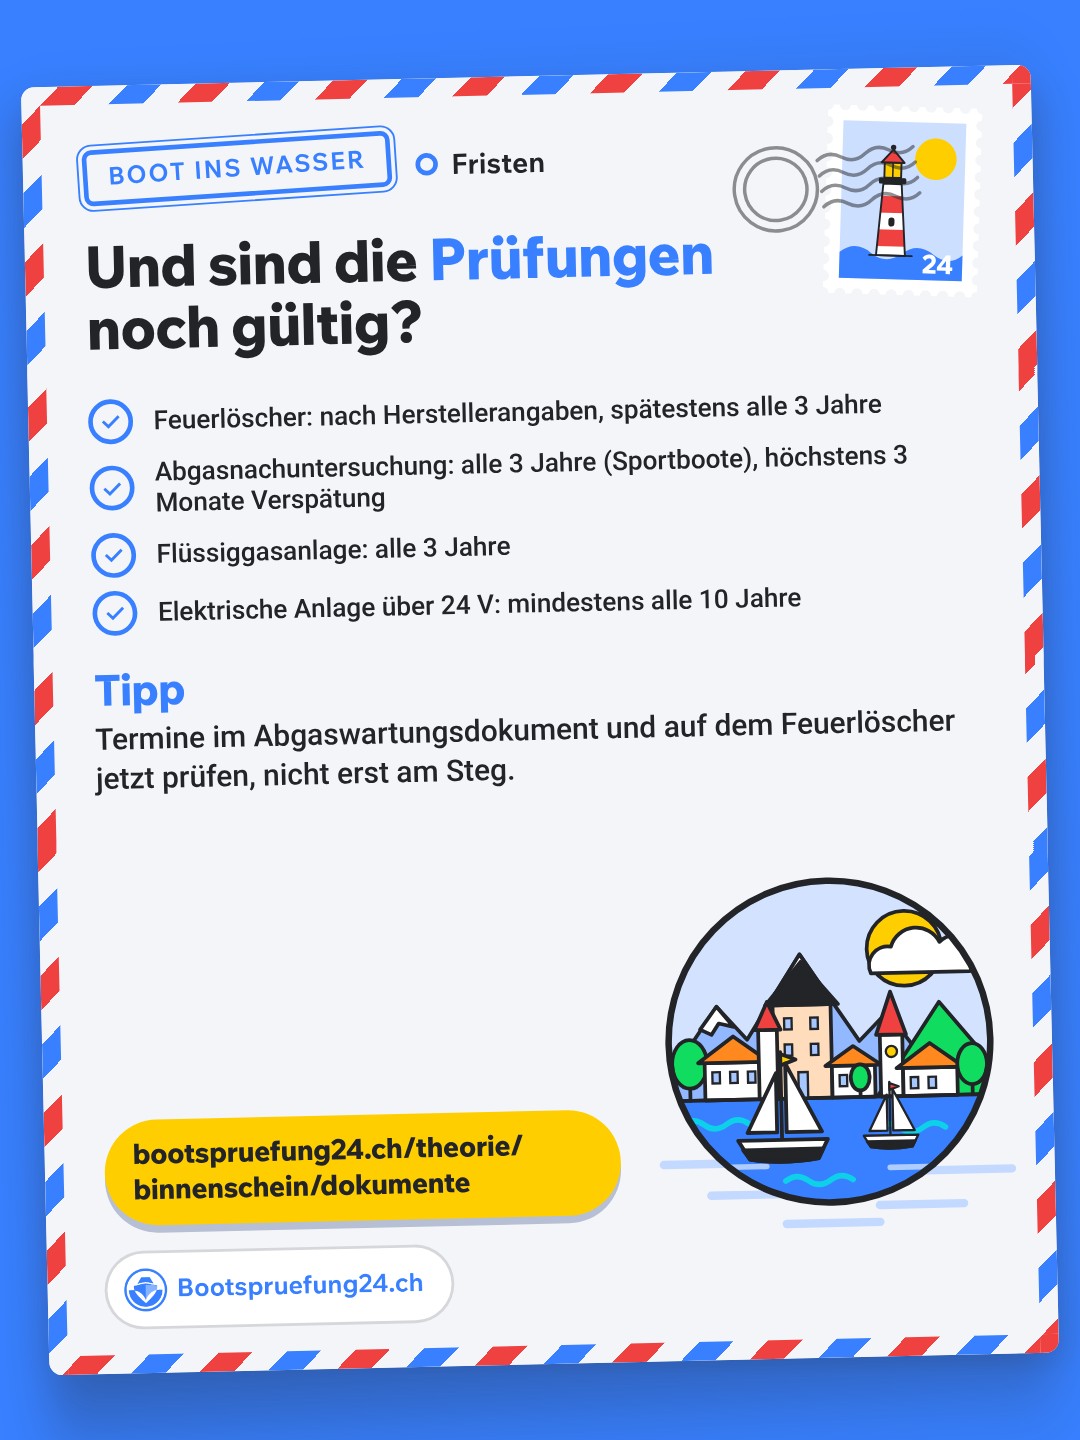 BOOT INS WASSER
Fristen
24
Und sind die Prüfungen
noch gültig?
Feuerlöscher: nach Herstellerangaben, spätestens alle 3 Jahre
Abgasnachuntersuchung: alle 3 Jahre (Sportboote), höchstens 3
Monate Verspätung
Flüssiggasanlage: alle 3 Jahre
Elektrische Anlage über 24 V: mindestens alle 10 Jahre
Tipp
Termine im Abgaswartungsdokument und auf dem Feuerlöscher
jetzt prüfen, nicht erst am Steg.
bootspruefung24.ch/theorie/
binnenschein/dokumente
Bootspruefung24.ch